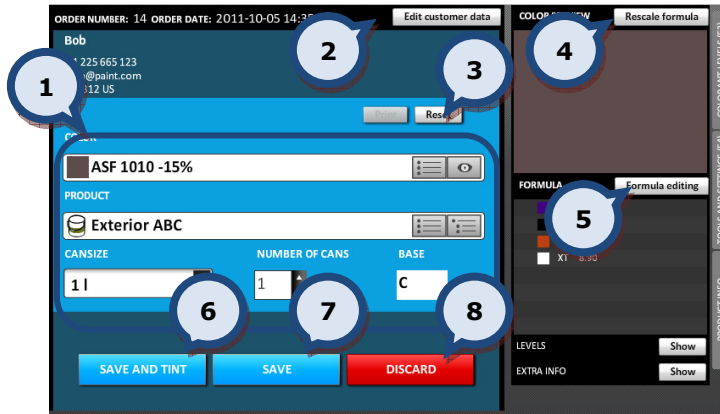 ORDER NUMBER: 14 ORDER DATE: 2011-10-05
Edit customer data
COLOR
Rescale formula
Bob
225 665 123
@paint.com
US
1
2
3
4
Print
COLOR
ASF 1010 -15%
PRODUCT
Exterior ABC
CANSIZE NUMBER OF CANS BASE
1 l 1 C
FORMULA
Formula editing
5
XT 8.90
6
7
8
SAVE AND TINT SAVE DISCARD
LEVELS Show
EXTRA INFO Show